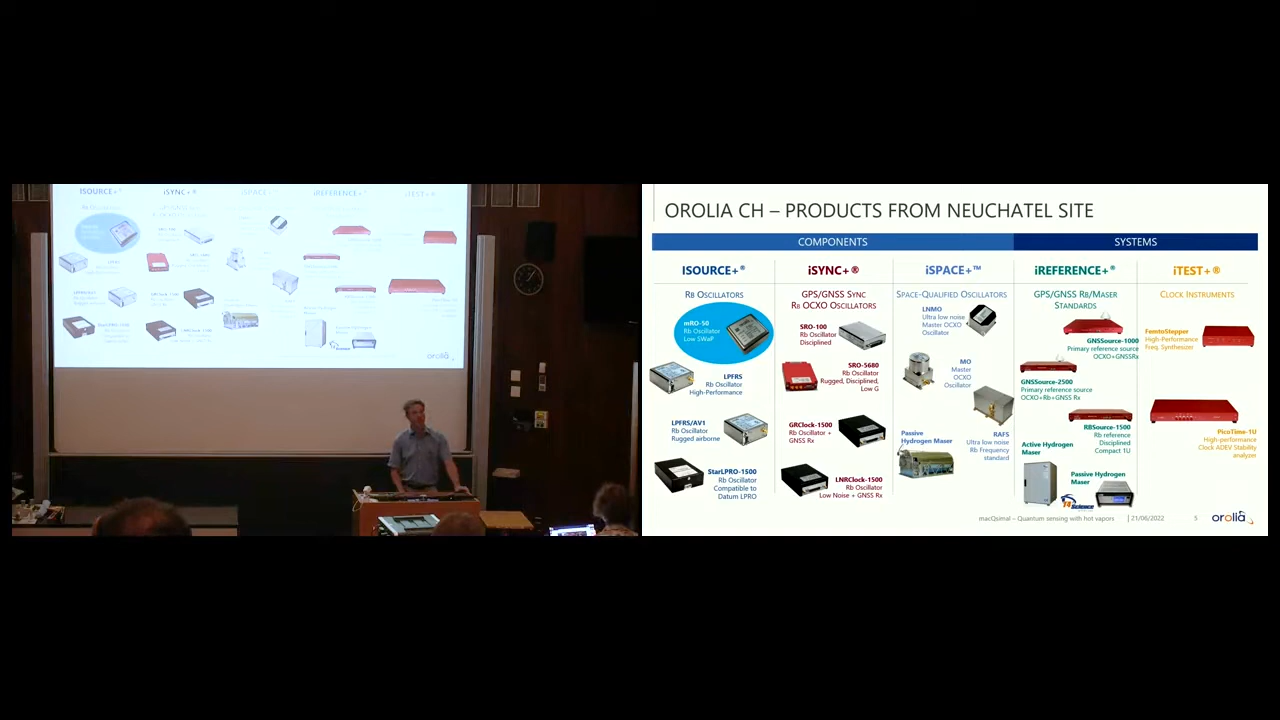 OROLIA CH – PRODUCTS FROM NEUCHATEL SITE
COMPONENTS
SYSTEMS
ISOURCE+®
RB OSCILLATORS
mRO-50
Rb Oscillator
Low SWaP
LPFRS
Rb Oscillator
High-Performance
LPFRS/AV1
Rb Oscillator
Rugged airborne
StarLPRO-1500
Rb Oscillator
Compatible to
Datum LPRO
iSYNC+®
GPS/GNSS SYNC
RB OCXO OSCILLATORS
SRO-100
Rb Oscillator
Disciplined
SRO-5680
Rb Oscillator
Rugged, Disciplined,
Low G
GRClock-1500
Rb Oscillator +
GNSS Rx
LNRClock-1500
Rb Oscillator
Low Noise + GNSS Rx
iSPACE+™
SPACE-QUALIFIED OSCILLATORS
LNMO
Ultra low noise
Master OCXO
Oscillator
MO
Master
OCXO
Oscillator
RAFS
Ultra low noise
Rb Frequency
standard
Passive
Hydrogen Maser
iREFERENCE+®
GPS/GNSS RB/MASER
STANDARDS
GNSSource-1000
Primary reference source
OCXO+GNSSRx
GNSSource-2500
Primary reference source
OCXO+Rb+GNSS Rx
RBSource-1500
Rb reference
Disciplined
Compact 1U
Active Hydrogen
Maser
Passive Hydrogen
Maser
T4Science
iTEST+®
CLOCK INSTRUMENTS
FemtoStepper
High-Performance
Freq. Synthesizer
PicoTime-1U
High-performance
Clock ADEV Stability
analyzer
macQsimal – Quantum sensing with hot vapors
21/06/2022
5
orolia
ISOURCE+®
iSYNC+®
iSPACE+™
iREFERENCE+®
iTEST+®
orolia